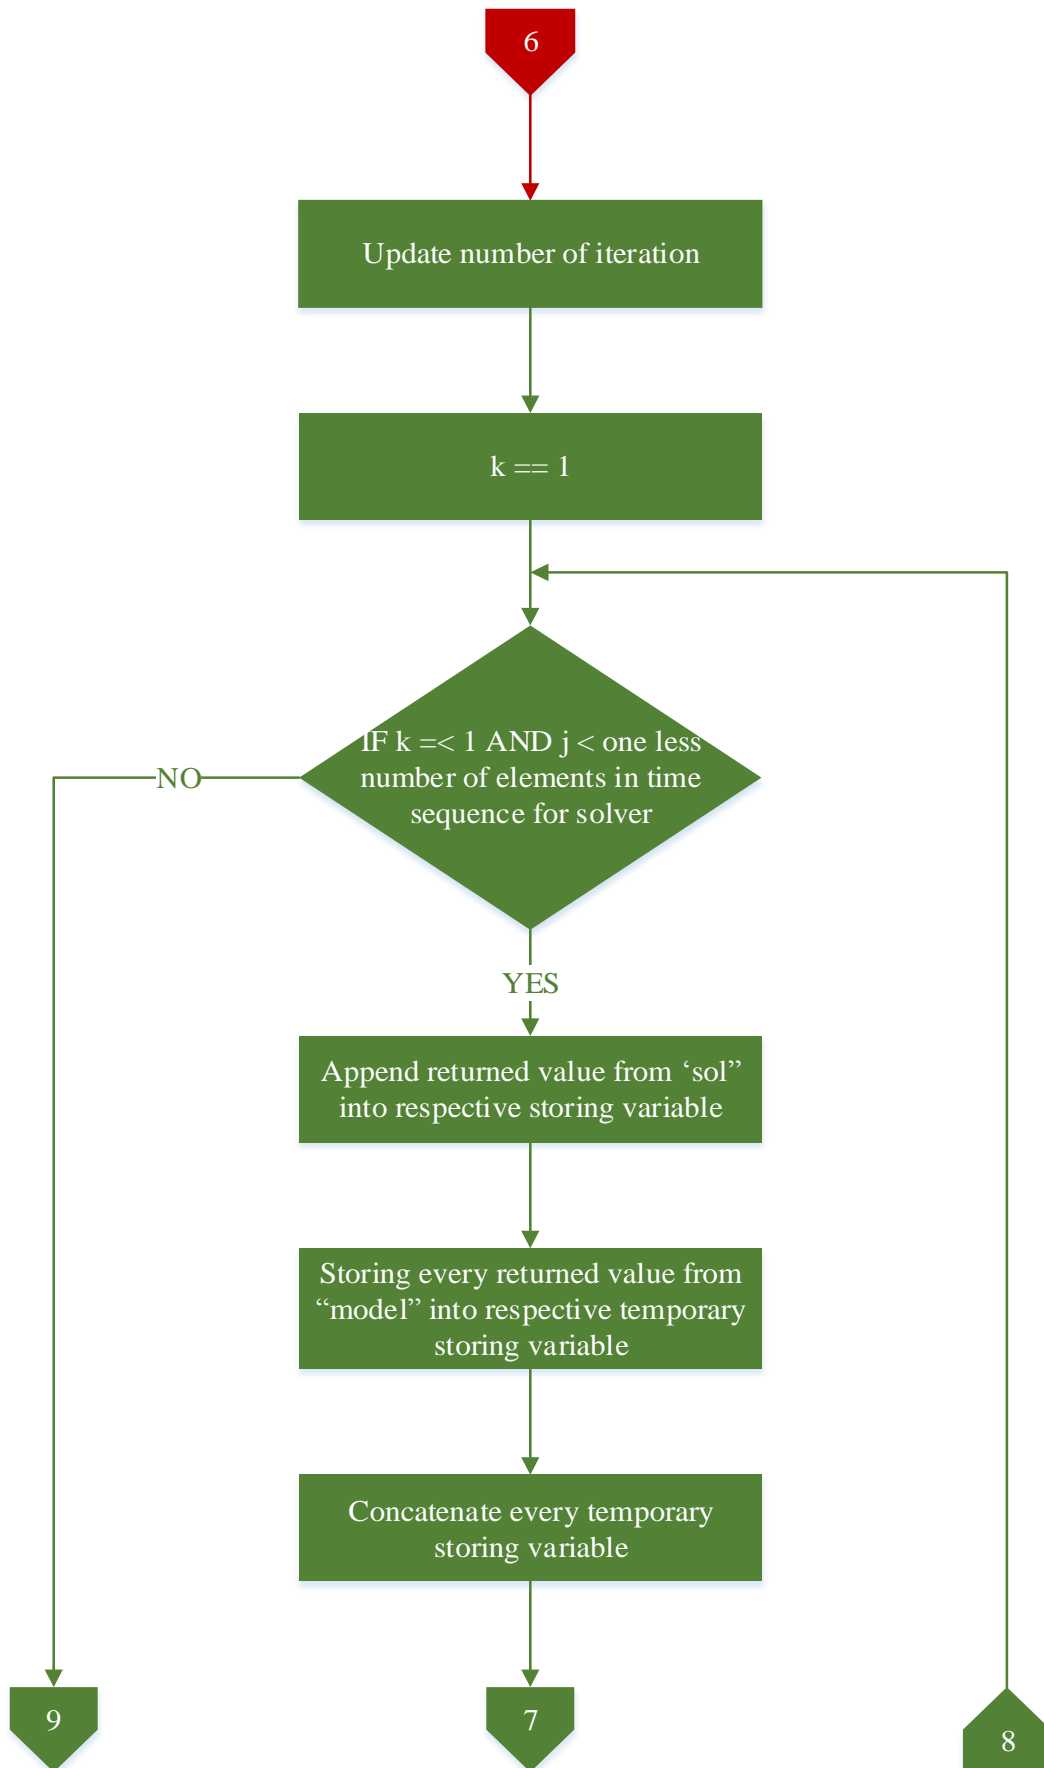 6
Update number of iteration
k == 1
IF k =< 1 AND j < one less
number of elements in time
sequence for solver
NO
YES
Append returned value from ‘sol”
into respective storing variable
Storing every returned value from
“model” into respective temporary
storing variable
Concatenate every temporary
storing variable
9
7
8